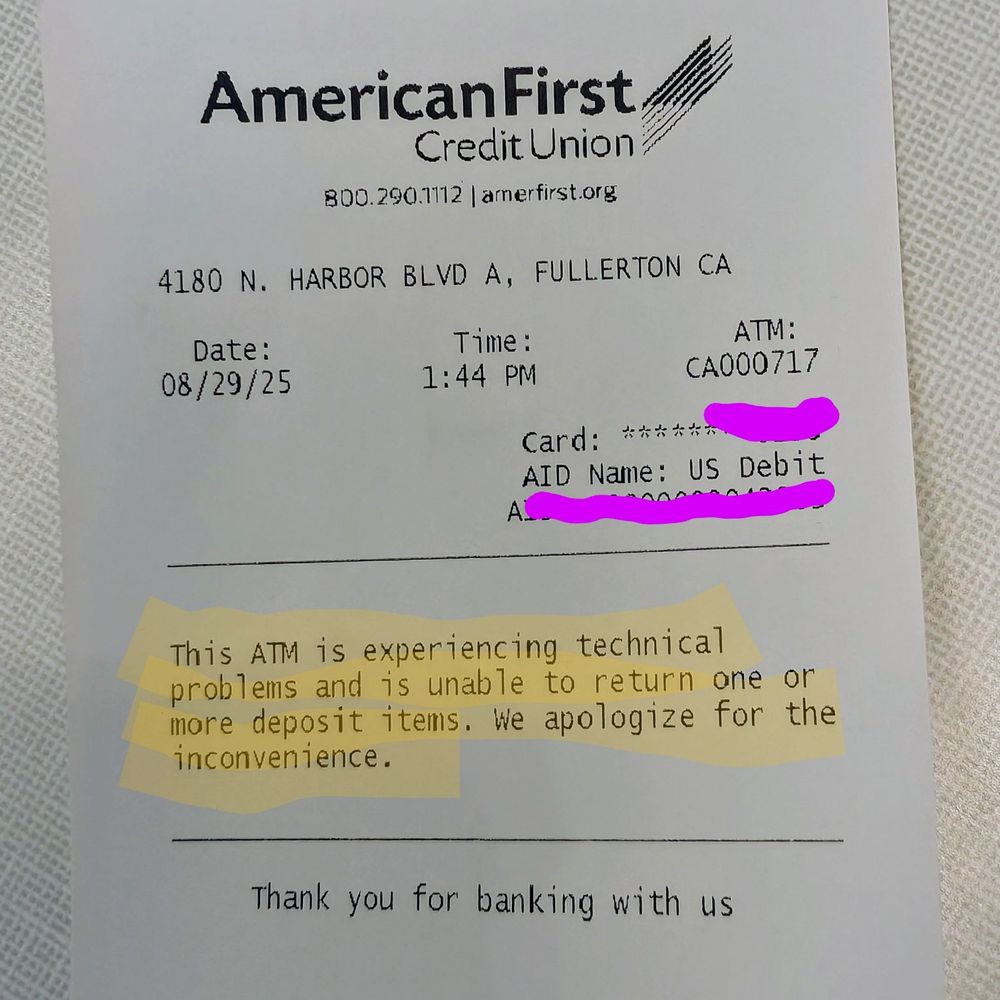 AmericanFirst
Credit Union
800.290.1112 | amerfirst.org
4180 N. HARBOR BLVD A, FULLERTON CA
Date: Time: ATM:
08/29/25 1:44 PM CA000717
Card: ******
AID Name: US Debit
This ATM is experiencing technical
problems and is unable to return one or
more deposit items. We apologize for the
inconvenience.
Thank you for banking with us